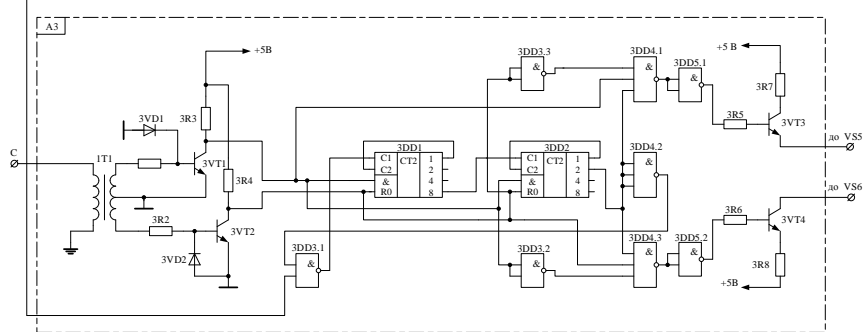 A3
+5В
3VD1
3R3
1T1
3VT1
3R4
3R2
3VT2
3VD2
C
3DD1
C1
C2
&
R0
CT2
1
2
4
8
3DD3.1
&
3DD3.3
&
3DD2
C1
C2
&
R0
CT2
1
2
4
8
3DD3.2
&
3DD4.1
&
3DD5.1
&
3DD4.2
&
3DD4.3
&
3DD5.2
&
+5 В
3R7
3R5
3VT3
до VS5
до VS6
3R6
3VT4
3R8
+5В